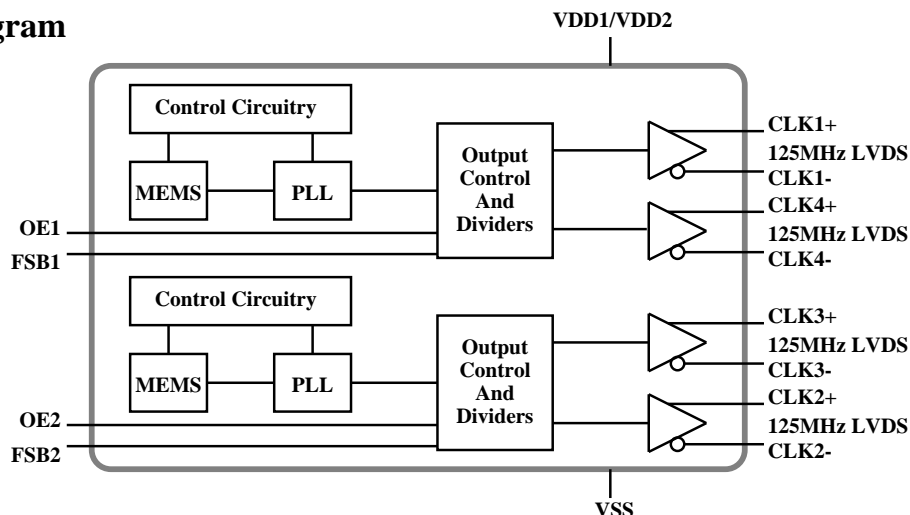 gram
VDD1/VDD2
Control Circuitry
MEMS
PLL
Output
Control
And
Dividers
OE1
FSB1
CLK1+
125MHz LVDS
CLK1-
CLK4+
125MHz LVDS
CLK4-
Control Circuitry
MEMS
PLL
Output
Control
And
Dividers
OE2
FSB2
CLK3+
125MHz LVDS
CLK3-
CLK2+
125MHz LVDS
CLK2-
VSS